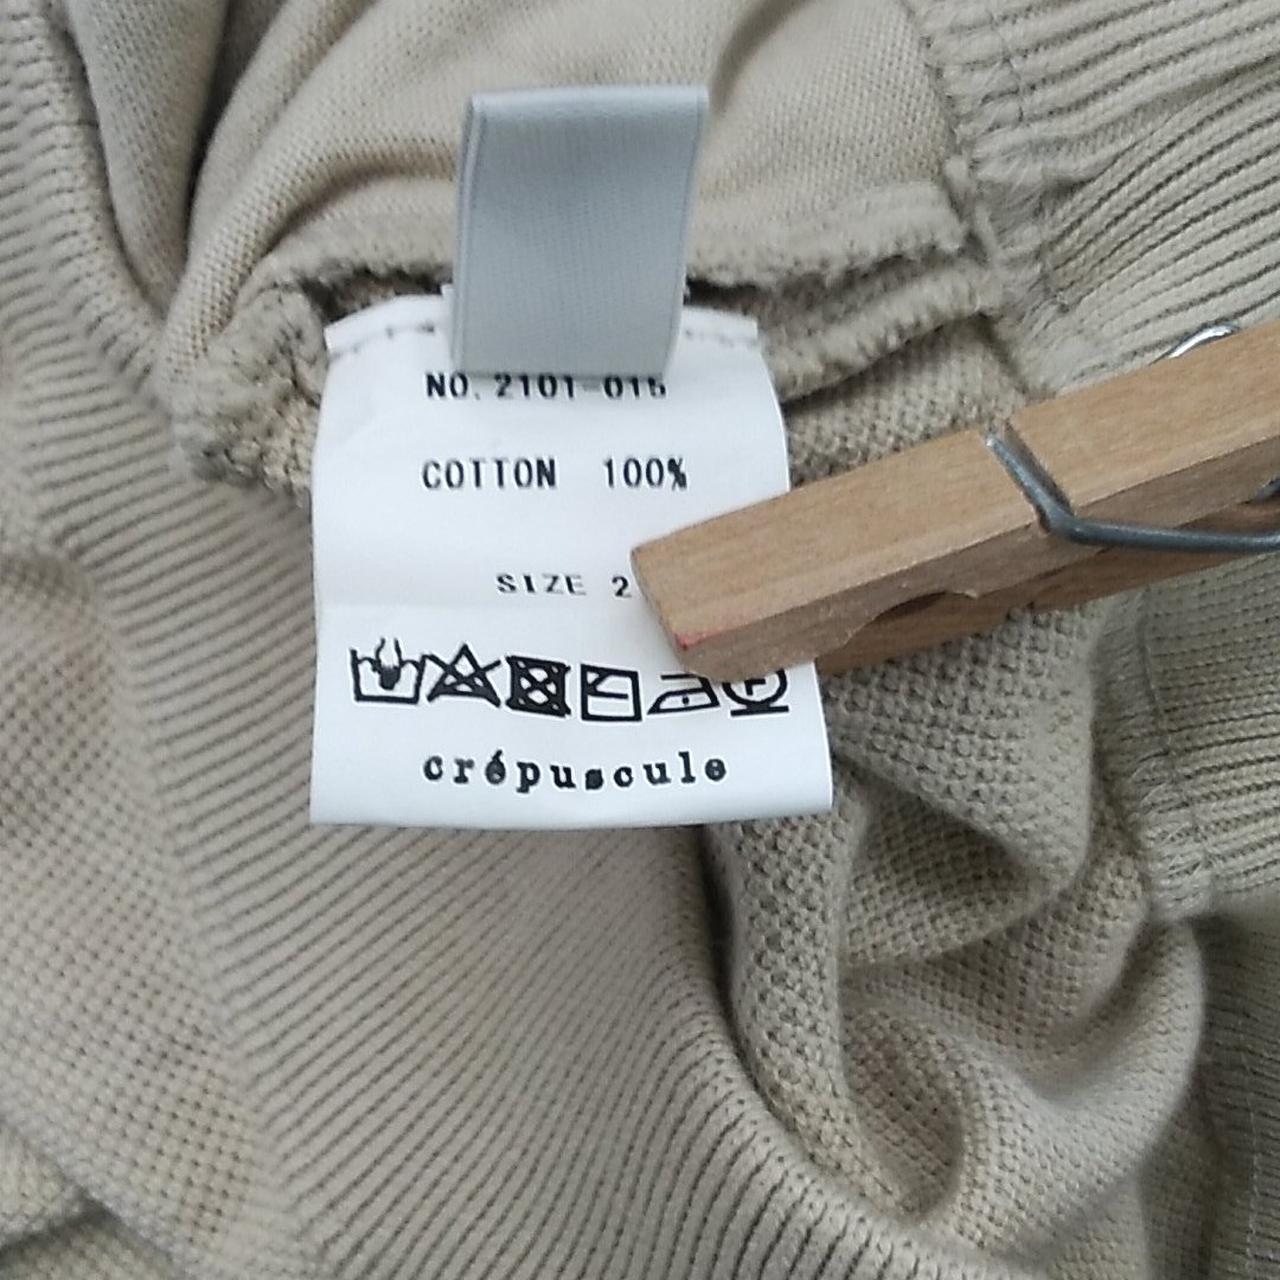 NO. 2101-015
COTTON 100%
SIZE 2
crépuscule